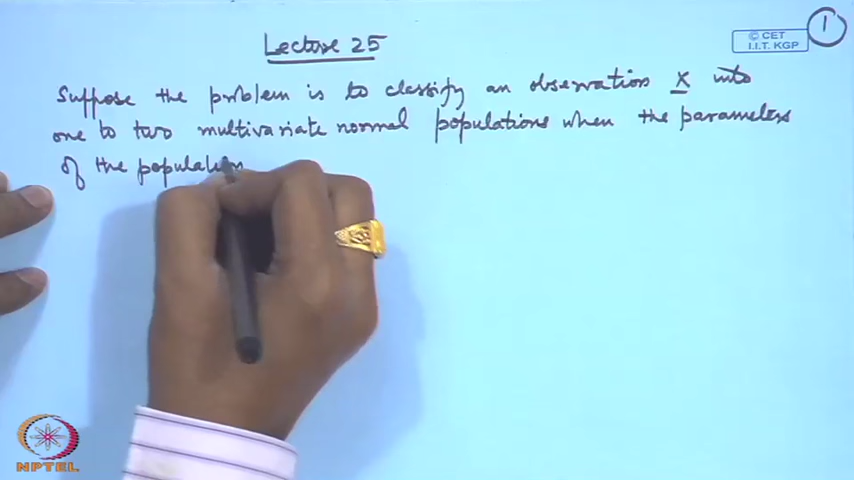 Lecture 25
1
© CET
I.I.T. KGP
Suppose the problem is to classify an observation x into
one to two multivariate normal populations when the parameters
of the population
NPTEL